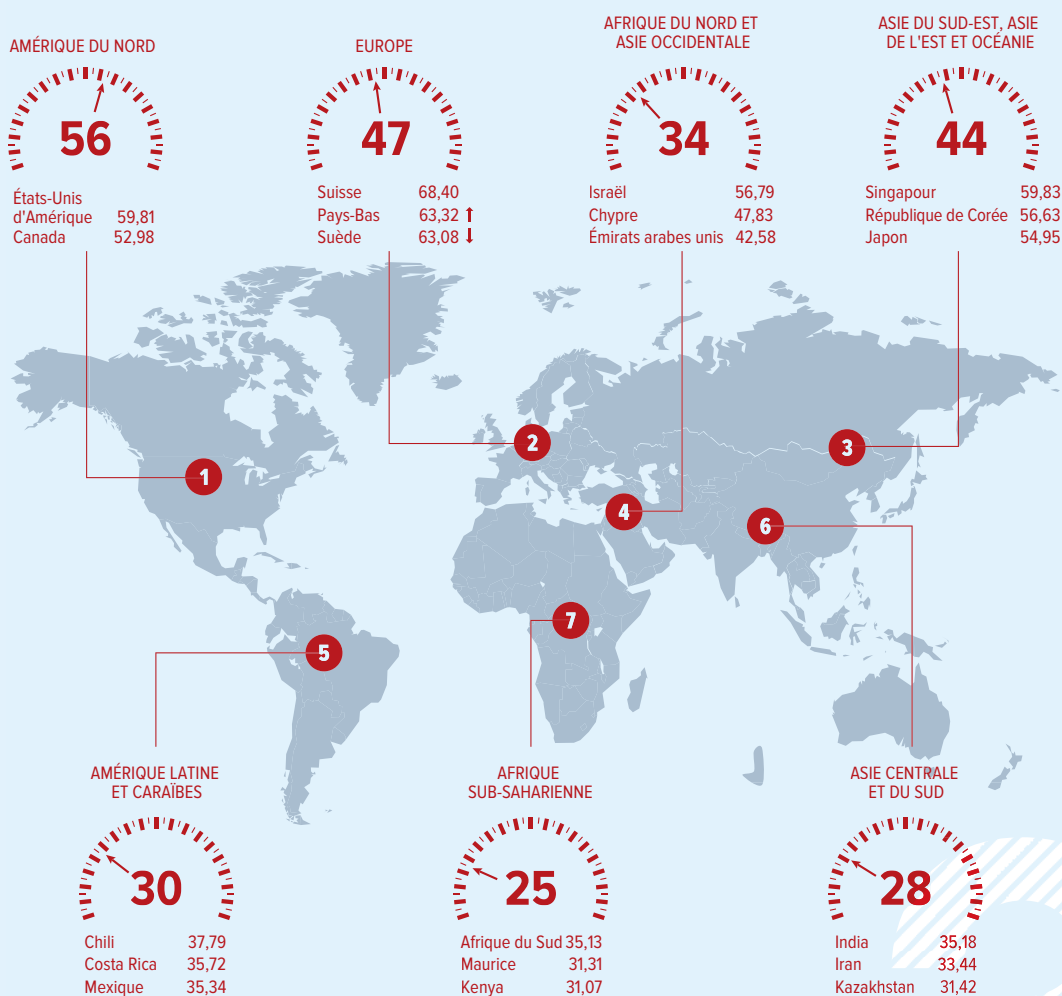 AMÉRIQUE DU NORD
56
États-Unis
d'Amérique 59,81
Canada 52,98
EUROPE
47
Suisse 68,40
Pays-Bas 63,32 ↑
Suède 63,08 ↓
AFRIQUE DU NORD ET
ASIE OCCIDENTALE
34
Israël 56,79
Chypre 47,83
Émirats arabes unis 42,58
ASIE DU SUD-EST, ASIE
DE L'EST ET OCÉANIE
44
Singapour 59,83
République de Corée 56,63
Japon 54,95
1
2
3
4
6
7
5
AMÉRIQUE LATINE
ET CARAÏBES
30
Chili 37,79
Costa Rica 35,72
Mexique 35,34
AFRIQUE
SUB-SAHARIENNE
25
Afrique du Sud 35,13
Maurice 31,31
Kenya 31,07
ASIE CENTRALE
ET DU SUD
28
India 35,18
Iran 33,44
Kazakhstan 31,42